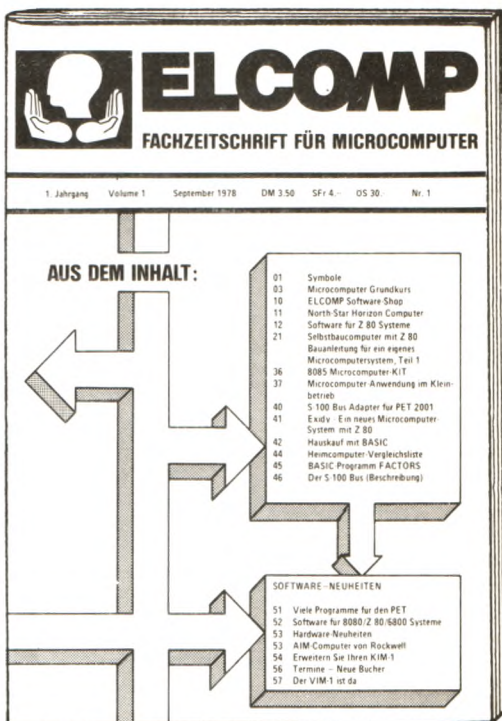 ELCOMP
FACHZEITSCHRIFT FÜR MICROCOMPUTER
1. Jahrgang Volume 1 September 1978 DM 3.50 SFr 4.– OS 30. Nr. 1
AUS DEM INHALT:
01 Symbole
03 Microcomputer Grundkurs
10 ELCOMP Software-Shop
11 North-Star Horizon Computer
12 Software für Z 80 Systeme
21 Selbstbaucomputer mit Z 80
Bauanleitung für ein eigenes
Microcomputersystem, Teil 1
36 8085 Microcomputer-KIT
37 Microcomputer-Anwendung im Klein-
betrieb
40 S 100 Bus Adapter für PET 2001
41 Exidy - Ein neues Microcomputer-
System mit Z 80
42 Hauskauf mit BASIC
44 Heimcomputer-Vergleichsliste
45 BASIC Programm FACTORS
46 Der S-100 Bus (Beschreibung)
SOFTWARE-NEUHEITEN
51 Viele Programme für den PET
52 Software für 8080/Z 80/6800 Systeme
53 Hardware-Neuheiten
53 AIM-Computer von Rockwell
54 Erweitern Sie Ihren KIM-1
56 Termine – Neue Bücher
57 Der VIM-1 ist da